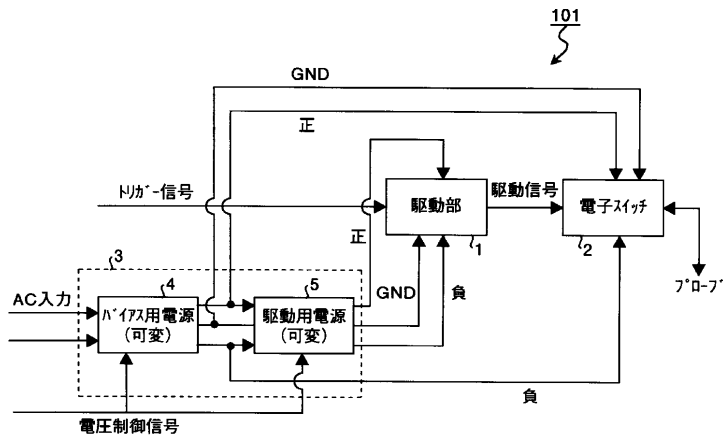 101
GND
正
トリガー信号
駆動部
駆動信号
電子スイッチ
正
1
2
3
GND
負
プローブ
AC入力
4
バイアス用電源
(可変)
5
駆動用電源
(可変)
負
電圧制御信号